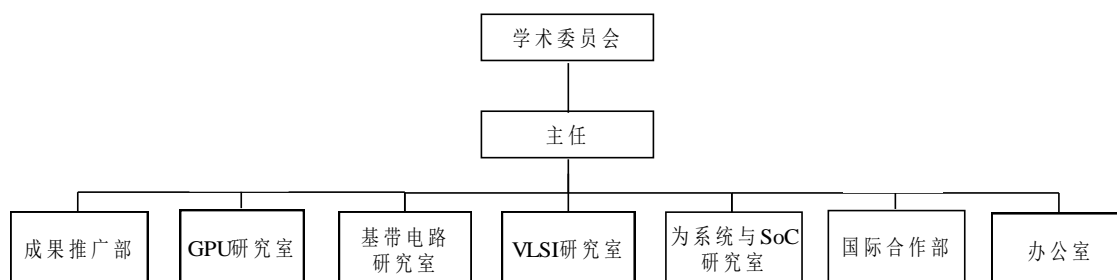 学术委员会
主任
成果推广部
GPU研究室
基带电路
研究室
VLSI研究室
为系统与SoC
研究室
国际合作部
办公室